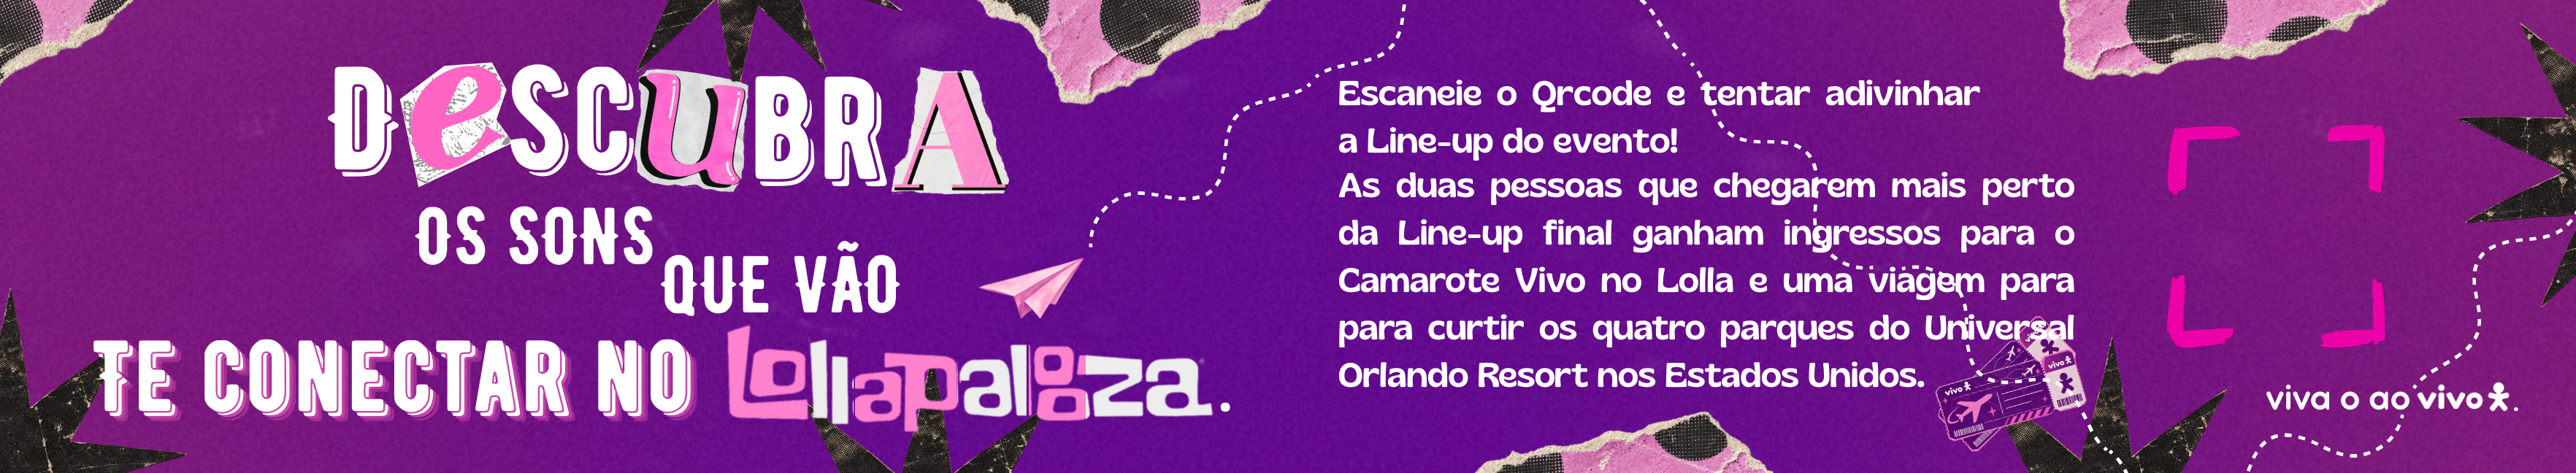 DeSCuBRA
OS SONS
QUE VÃO
TE CONECTAR NO Lollapalooza.
Escaneie o Qrcode e tentar adivinhar
a Line-up do evento!
As duas pessoas que chegarem mais perto
da Line-up final ganham ingressos para o
Camarote Vivo no Lolla e uma viagem para
para curtir os quatro parques do Universal
Orlando Resort nos Estados Unidos.
vivo
vivo
viva o ao vivo.